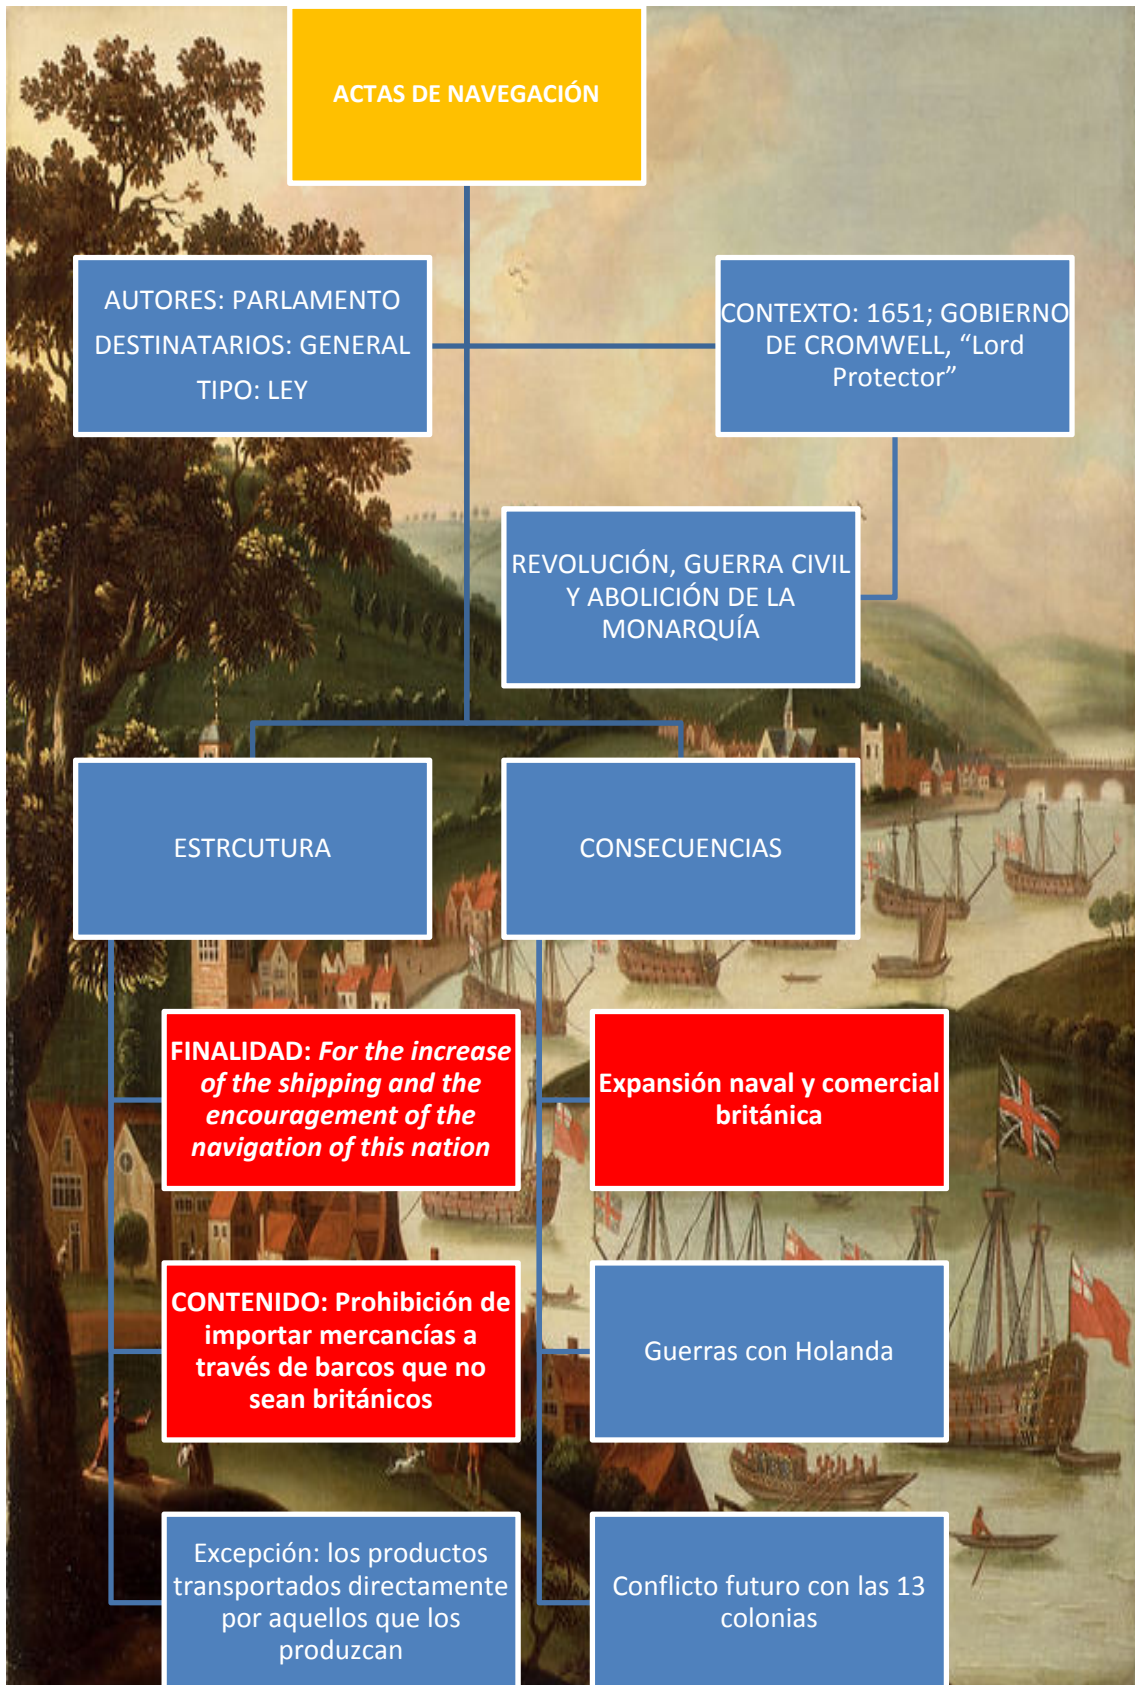 ACTAS DE NAVEGACIÓN
AUTORES: PARLAMENTO
DESTINATARIOS: GENERAL
TIPO: LEY
CONTEXTO: 1651; GOBIERNO
DE CROMWELL, “Lord
Protector”
REVOLUCIÓN, GUERRA CIVIL
Y ABOLICIÓN DE LA
MONARQUÍA
ESTRCUTURA
CONSECUENCIAS
FINALIDAD: For the increase
of the shipping and the
encouragement of the
navigation of this nation
Expansión naval y comercial
británica
CONTENIDO: Prohibición de
importar mercancías a
través de barcos que no
sean británicos
Guerras con Holanda
Excepción: los productos
transportados directamente
por aquellos que los
produzcan
Conflicto futuro con las 13
colonias